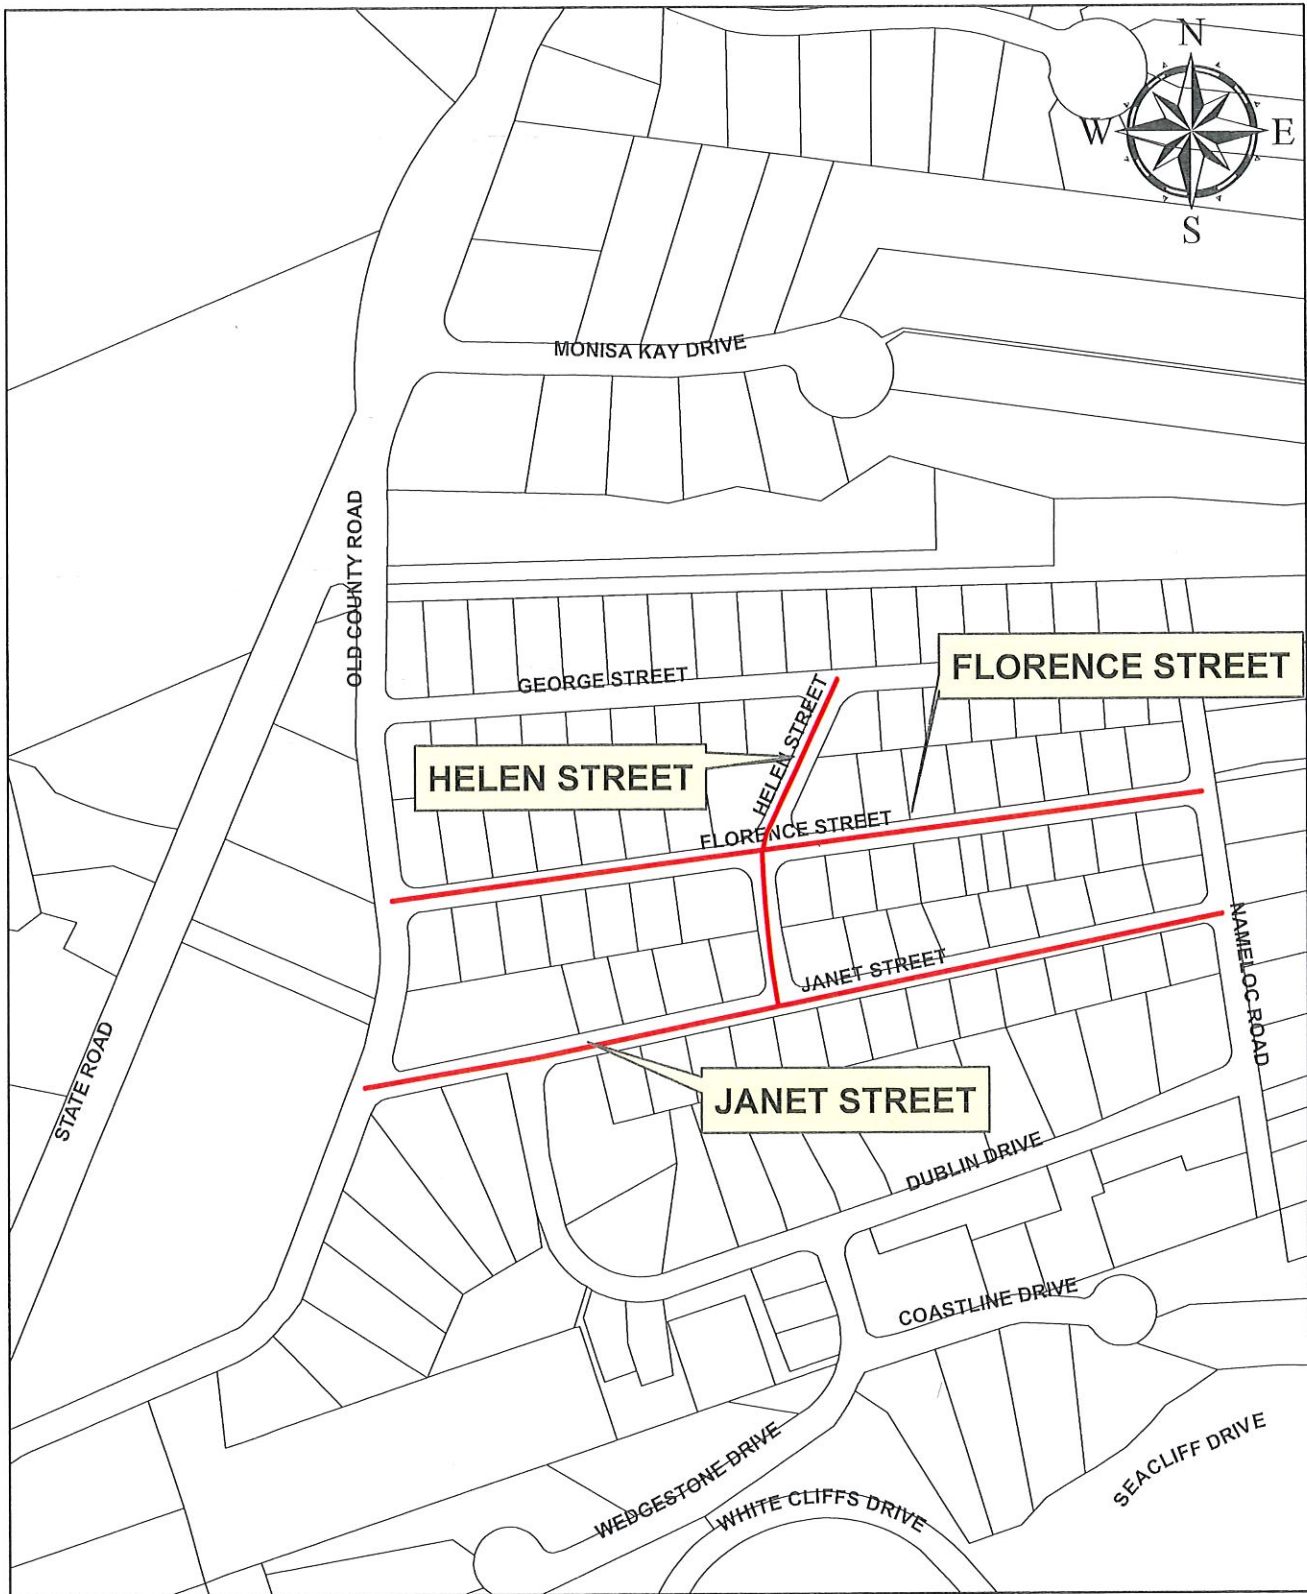 N
W
E
S
MONISA KAY DRIVE
OLD COUNTY ROAD
GEORGE STREET
FLORENCE STREET
HELEN STREET
HELEN STREET
FLORENCE STREET
JANET STREET
NAMELOC ROAD
STATE ROAD
JANET STREET
DUBLIN DRIVE
COASTLINE DRIVE
SEACLIFF DRIVE
WEDGESTONE DRIVE
WHITE CLIFFS DRIVE